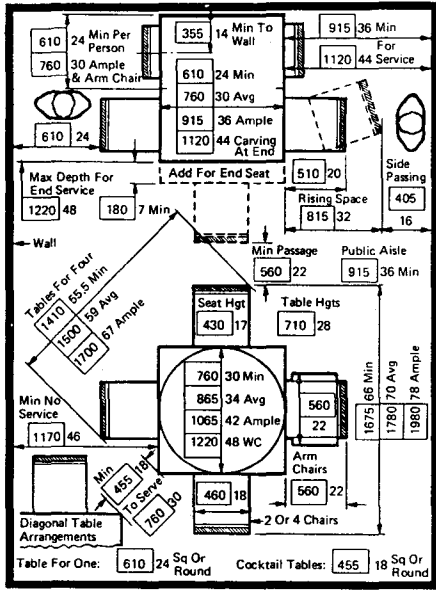 610 24 Min Per
Person
760 30 Ample
& Arm Chair
355 14 Min To
Wall
915 36 Min
For
1120 44 Service
610 24 Min
760 30 Avg
915 36 Ample
1120 44 Carving
At End
610 24
Add For End Seat
510 20
Side
Passing
405
16
Max Depth For
End Service
1220 48
180 7 Min
Rising Space
815 32
Wall
Min Passage
560 22
Public Aisle
915 36 Min
Tables For Four
1410 55.5 Min
1500 59 Avg
1700 67 Ample
Seat Hgt
430 17
Table Hgts
710 28
760 30 Min
865 34 Avg
1065 42 Ample
1220 48 WC
560
22
1675 66 Min
1780 70 Avg
1980 78 Ample
Min No
Service
1170 46
Min
455 18
To Serve
760 30
460 18
Arm
Chairs
560 22
2 Or 4 Chairs
Diagonal Table
Arrangements
Table For One: 610 24 Sq Or
Round
Cocktail Tables: 455 18 Sq Or
Round